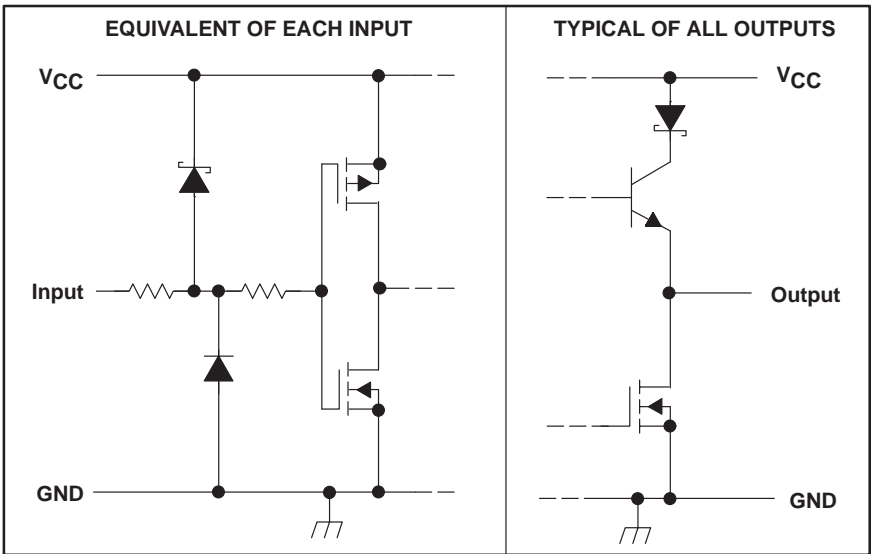 EQUIVALENT OF EACH INPUT
VCC
Input
GND
TYPICAL OF ALL OUTPUTS
VCC
Output
GND